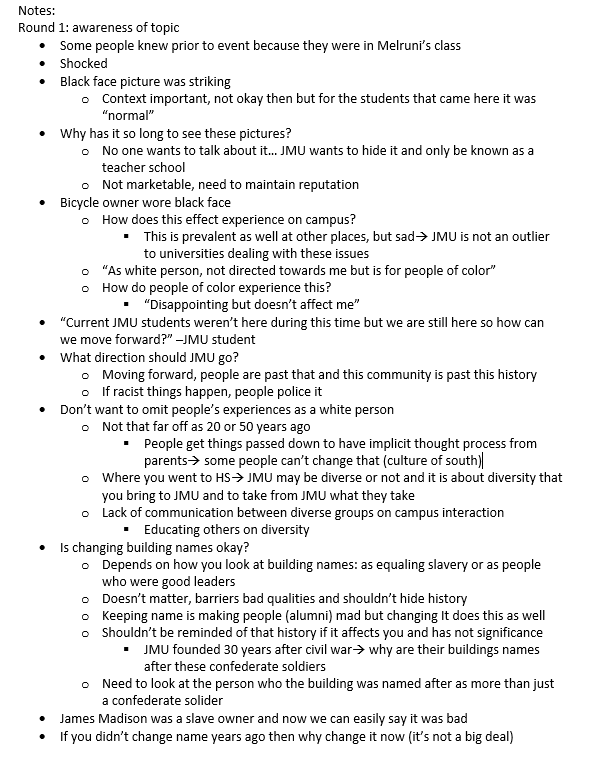 Notes:
Round 1: awareness of topic
• Some people knew prior to event because they were in Melruni's class
• Shocked
• Black face picture was striking
o Context important, not okay then but for the students that came here it was
"normal"
• Why has it so long to see these pictures?
o No one wants to talk about it... JMU wants to hide it and only be known as a
teacher school
o Not marketable, need to maintain reputation
• Bicycle owner wore black face
o How does this effect experience on campus?
▪ This is prevalent as well at other places, but sad→ JMU is not an outlier
to universities dealing with these issues
o "As white person, not directed towards me but is for people of color"
o How do people of color experience this?
▪ "Disappointing but doesn't affect me"
• "Current JMU students weren't here during this time but we are still here so how can
we move forward?" –JMU student
• What direction should JMU go?
o Moving forward, people are past that and this community is past this history
o If racist things happen, people police it
• Don't want to omit people's experiences as a white person
o Not that far off as 20 or 50 years ago
▪ People get things passed down to have implicit thought process from
parents→ some people can't change that (culture of south)
o Where you went to HS→ JMU may be diverse or not and it is about diversity that
you bring to JMU and to take from JMU what they take
o Lack of communication between diverse groups on campus interaction
▪ Educating others on diversity
• Is changing building names okay?
o Depends on how you look at building names: as equaling slavery or as people
who were good leaders
o Doesn't matter, barriers bad qualities and shouldn't hide history
o Keeping name is making people (alumni) mad but changing It does this as well
o Shouldn't be reminded of that history if it affects you and has not significance
▪ JMU founded 30 years after civil war→ why are their buildings names
after these confederate soldiers
o Need to look at the person who the building was named after as more than just
a confederate solider
• James Madison was a slave owner and now we can easily say it was bad
• If you didn't change name years ago then why change it now (it's not a big deal)